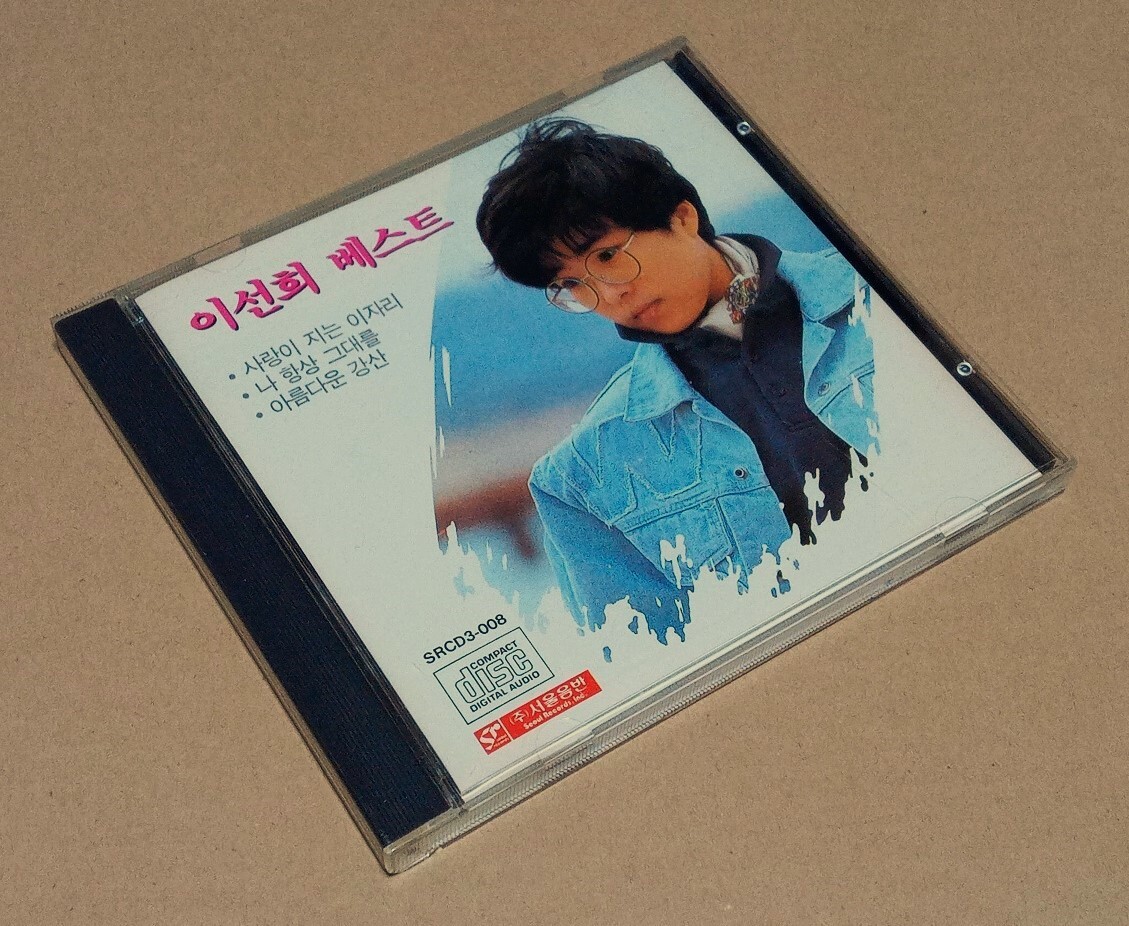 이선희 베스트
• 사랑이 지는 이자리
• 나 항상 그대를
• 아름다운 강산
SRCD3-008
COMPACT
disc
DIGITAL AUDIO
(주)서울음반
Seoul Records, Inc.